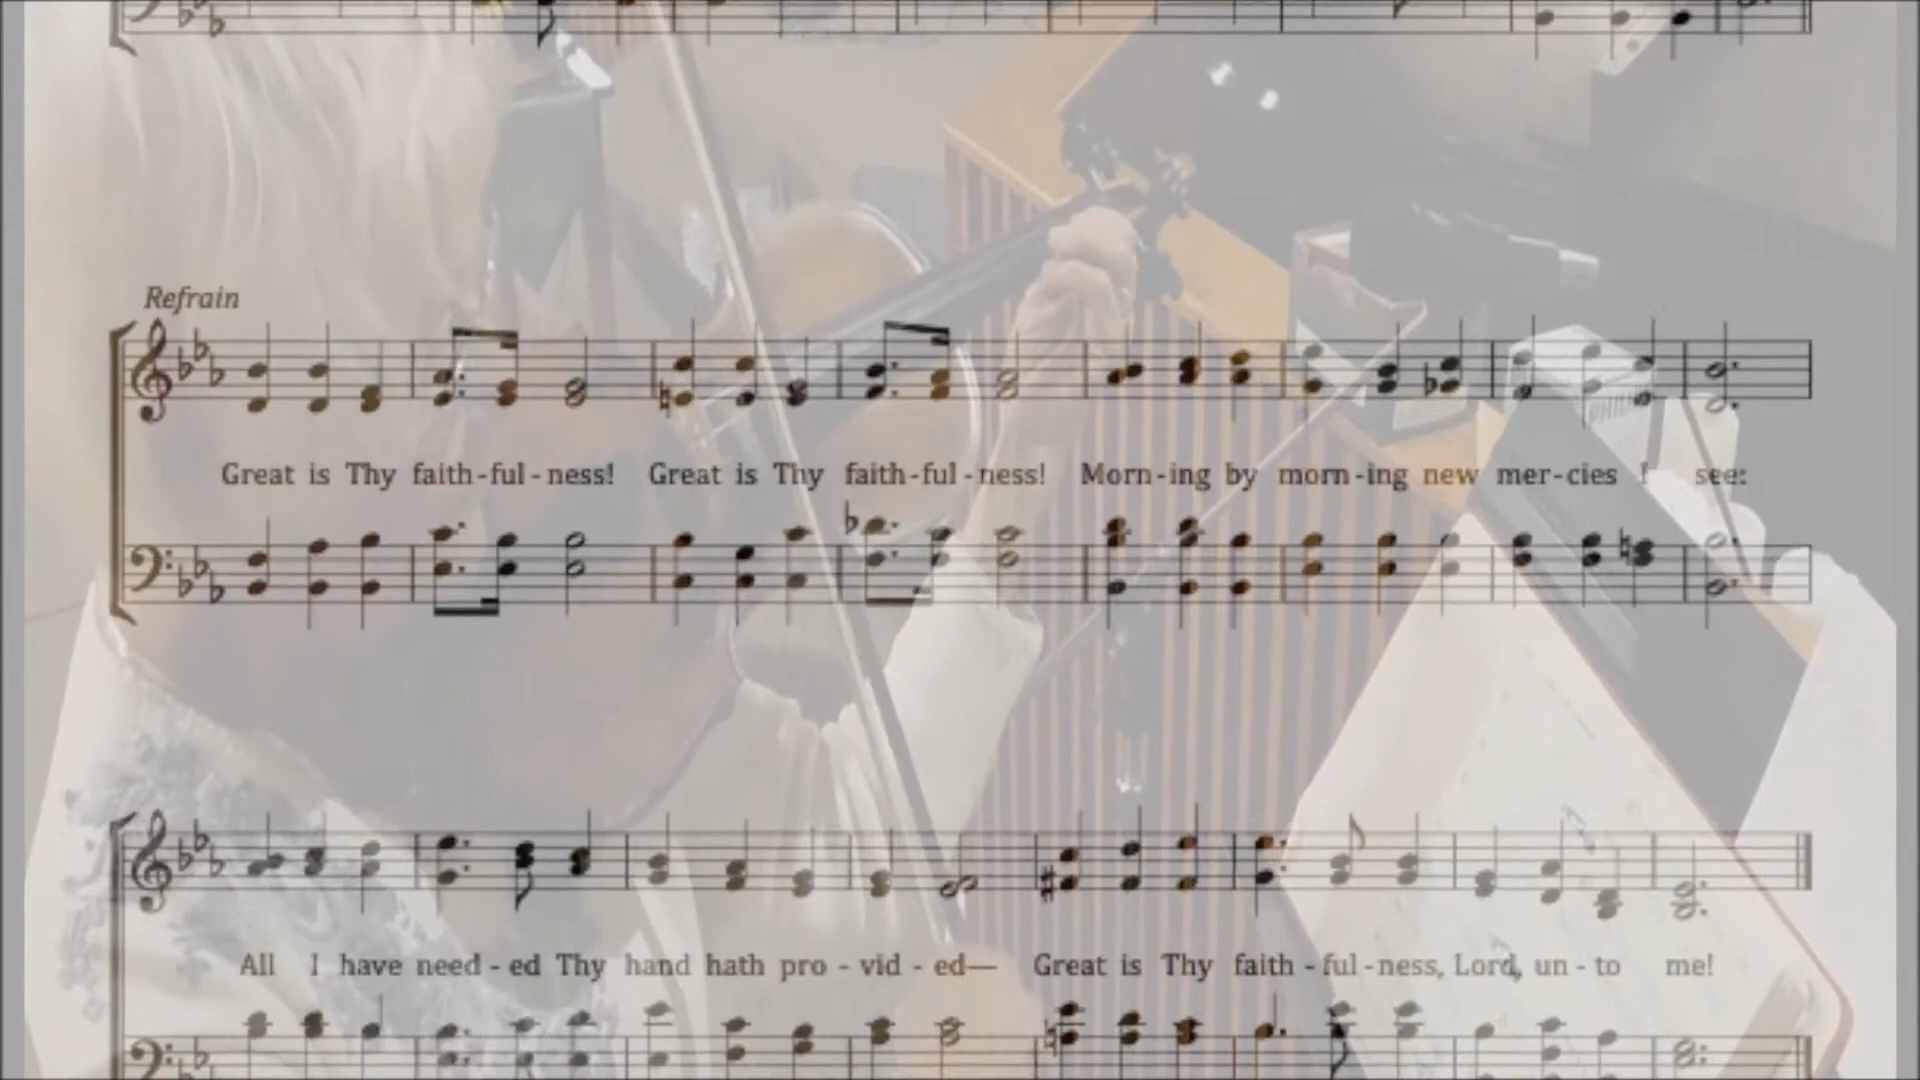 Refrain
Great is Thy faith-ful-ness! Great is Thy faith-ful-ness! Morn-ing by morn-ing new mer-cies I see:
All I have need-ed Thy hand hath pro-vid-ed— Great is Thy faith-ful-ness, Lord, un-to me!